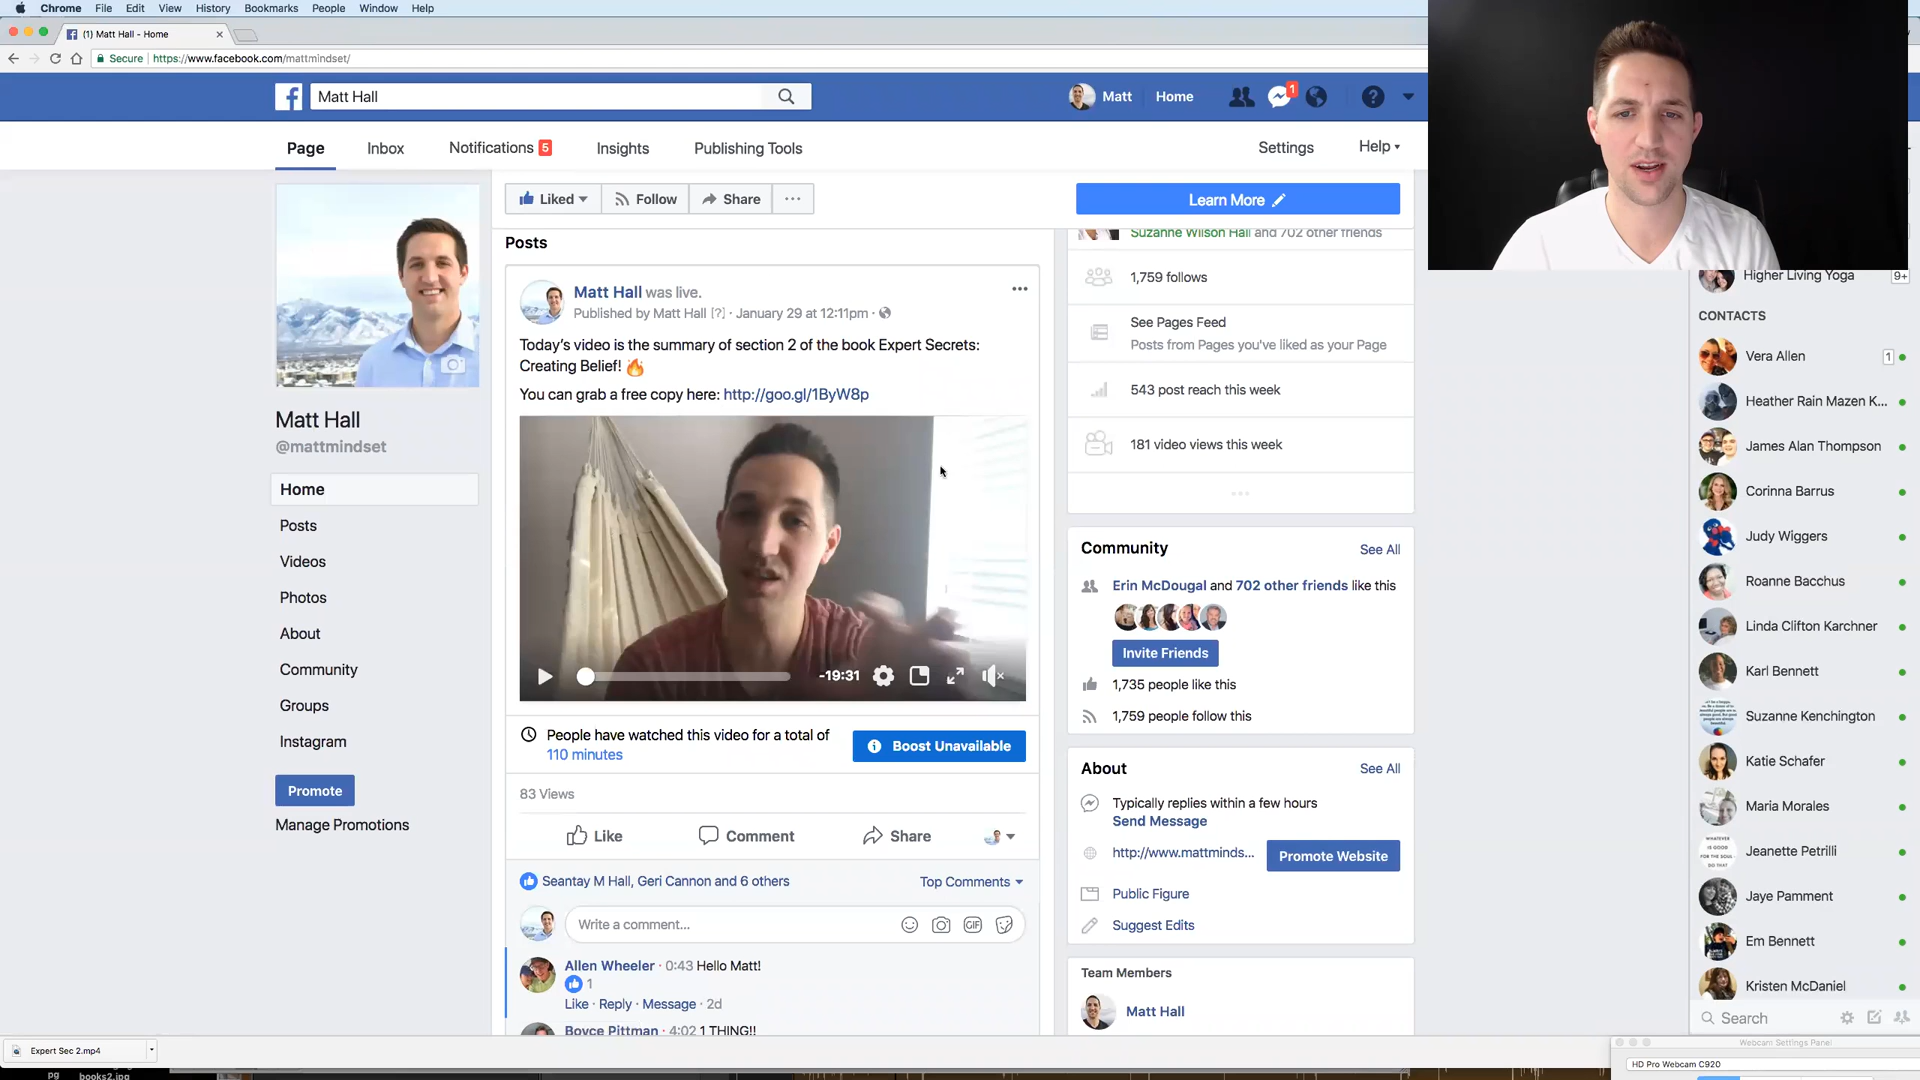 Chrome File Edit View History Bookmarks People Window Help
(1) Matt Hall - Home
Secure https://www.facebook.com/mattmindset/
Matt Hall
Matt Home 1
Page Inbox Notifications 5 Insights Publishing Tools Settings Help
Liked Follow Share ...
Learn More
Matt Hall
@mattmindset
Home
Posts
Videos
Photos
About
Community
Groups
Instagram
Promote
Manage Promotions
Posts
Matt Hall was live.
Published by Matt Hall [?] · January 29 at 12:11pm ·
Today's video is the summary of section 2 of the book Expert Secrets:
Creating Belief!
You can grab a free copy here: http://goo.gl/1ByW8p
-19:31
People have watched this video for a total of
110 minutes
Boost Unavailable
83 Views
Like Comment Share
Seantay M Hall, Geri Cannon and 6 others Top Comments
Write a comment...
GIF
Allen Wheeler · 0:43 Hello Matt!
1
Like · Reply · Message · 2d
Boyce Pittman · 4:02 1 THING!!
Suzanne Wilson Hall and 702 other friends
1,759 follows
See Pages Feed
Posts from Pages you've liked as your Page
543 post reach this week
181 video views this week
...
Community See All
Erin McDougal and 702 other friends like this
Invite Friends
1,735 people like this
1,759 people follow this
About See All
Typically replies within a few hours
Send Message
http://www.mattminds...
Promote Website
Public Figure
Suggest Edits
Team Members
Matt Hall
Higher Living Yoga 9+
CONTACTS
Vera Allen 1
Heather Rain Mazen K...
James Alan Thompson
Corinna Barrus
Judy Wiggers
Roanne Bacchus
Linda Clifton Karchner
Karl Bennett
Suzanne Kenchington
Katie Schafer
Maria Morales
Jeanette Petrilli
Jaye Pamment
Em Bennett
Kristen McDaniel
Search
Expert Sec 2.mp4
Webcam Settings Panel
HD Pro Webcam C920
pg
books2.jpg